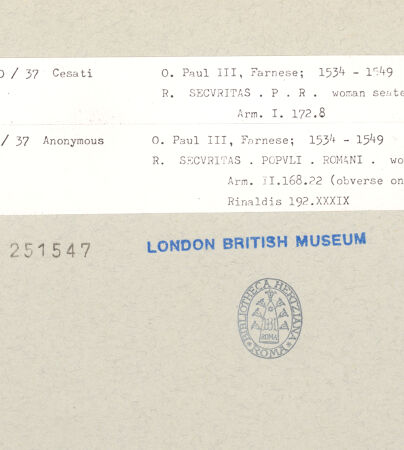 0 / 37 Cesati O. Paul III, Farnese; 1534 - 1549
R. SECVRITAS . P . R . woman seate
Arm. I. 172.8
/ 37 Anonymous O. Paul III, Farnese; 1534 - 1549
R. SECVRITAS . POPVLI . ROMANI . wo
Arm. II.168.22 (obverse on
Rinaldis 192.XXXIX
251547 LONDON BRITISH MUSEUM
BIBLIOTHECA HERTZIANA
ROMA
ROMA